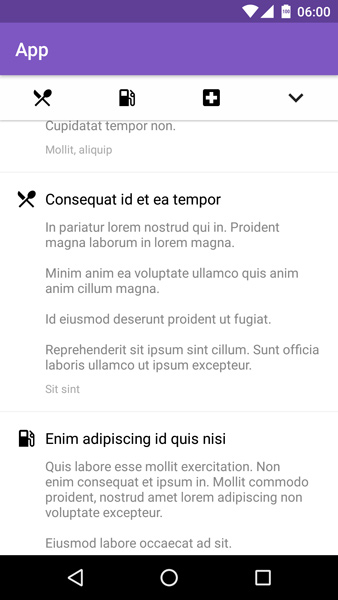 100
06:00
App
Cupidatat tempor non.
Mollit, aliquip
Consequat id et ea tempor
In pariatur lorem nostrud qui in. Proident
magna laborum in lorem magna.
Minim anim ea voluptate ullamco quis anim
anim cillum magna.
Id eiusmod deserunt proident ut fugiat.
Reprehenderit sit ipsum sint cillum. Sunt officia
laboris ullamco ut ipsum excepteur.
Sit sint
Enim adipiscing id quis nisi
Quis labore esse mollit exercitation. Non
enim consequat et ipsum in. Mollit commodo
proident, nostrud amet lorem adipiscing non
voluptate excepteur.
Eiusmod labore occaecat ad sit.